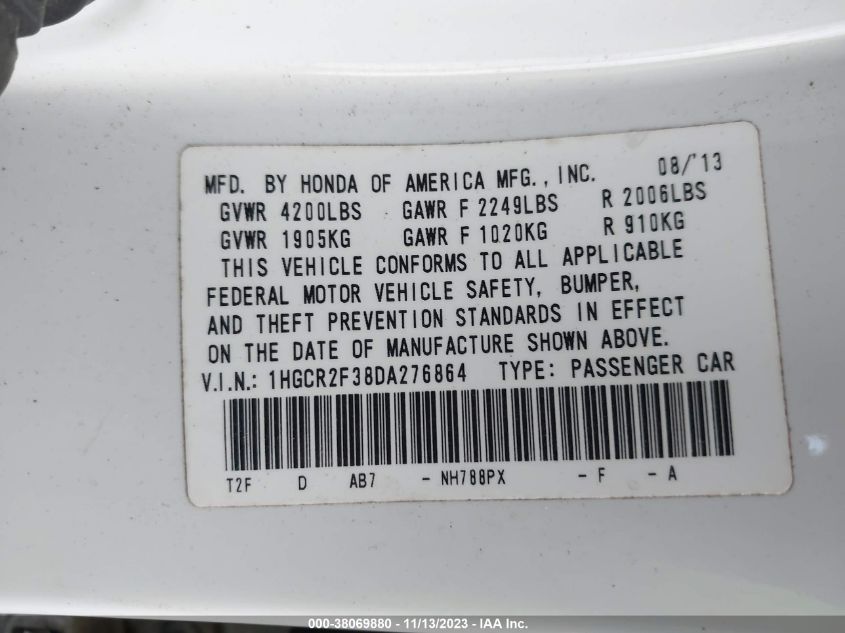 MFD. BY HONDA OF AMERICA MFG., INC. 08/'13
GVWR 4200LBS GAWR F 2249LBS R 2006LBS
GVWR 1905KG GAWR F 1020KG R 910KG
THIS VEHICLE CONFORMS TO ALL APPLICABLE
FEDERAL MOTOR VEHICLE SAFETY, BUMPER,
AND THEFT PREVENTION STANDARDS IN EFFECT
ON THE DATE OF MANUFACTURE SHOWN ABOVE.
V.I.N.: 1HGCR2F38DA276864 TYPE: PASSENGER CAR
T2F D AB7 - NH788PX - F - A
000-38069880 - 11/13/2023 - IAA Inc.